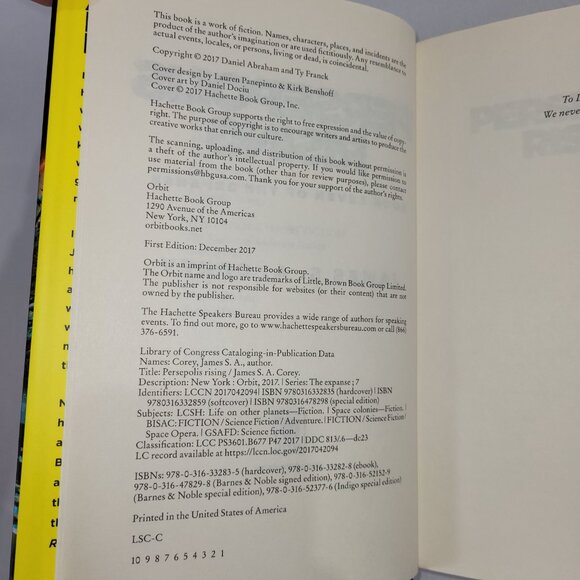 This book is a work of fiction. Names, characters, places, and incidents are the
product of the author's imagination or are used fictitiously. Any resemblance to
actual events, locales, or persons, living or dead, is coincidental.
Copyright © 2017 Daniel Abraham and Ty Franck
Cover design by Lauren Panepinto & Kirk Benshoff
Cover art by Daniel Dociu
Cover © 2017 Hachette Book Group, Inc.
Hachette Book Group supports the right to free expression and the value of copy-
right. The purpose of copyright is to encourage writers and artists to produce the
creative works that enrich our culture.
The scanning, uploading, and distribution of this book without permission is
a theft of the author's intellectual property. If you would like permission to
use material from the book (other than for review purposes), please contact
permissions@hbgusa.com. Thank you for your support of the author's rights.
Orbit
Hachette Book Group
1290 Avenue of the Americas
New York, NY 10104
orbitbooks.net
First Edition: December 2017
Orbit is an imprint of Hachette Book Group.
The Orbit name and logo are trademarks of Little, Brown Book Group Limited.
The publisher is not responsible for websites (or their content) that are not
owned by the publisher.
The Hachette Speakers Bureau provides a wide range of authors for speaking
events. To find out more, go to www.hachettespeakersbureau.com or call (866)
376-6591.
Library of Congress Cataloging-in-Publication Data
Names: Corey, James S. A., author.
Title: Persepolis rising / James S. A. Corey.
Description: New York : Orbit, 2017. | Series: The expanse ; 7
Identifiers: LCCN 2017042094| ISBN 9780316332835 (hardcover) | ISBN
9780316332859 (softcover) | ISBN 9780316478298 (special edition)
Subjects: LCSH: Life on other planets—Fiction. | Space colonies—Fiction. |
BISAC: FICTION / Science Fiction / Adventure. | FICTION / Science Fiction /
Space Opera. | GSAFD: Science fiction.
Classification: LCC PS3601.B677 P47 2017 | DDC 813/.6—dc23
LC record available at https://lccn.loc.gov/2017042094
ISBNs: 978-0-316-33283-5 (hardcover), 978-0-316-33282-8 (ebook),
978-0-316-47829-8 (Barnes & Noble signed edition), 978-0-316-52152-9
(Barnes & Noble special edition), 978-0-316-52377-6 (Indigo special edition)
Printed in the United States of America
LSC-C
10 9 8 7 6 5 4 3 2 1
To
We neve